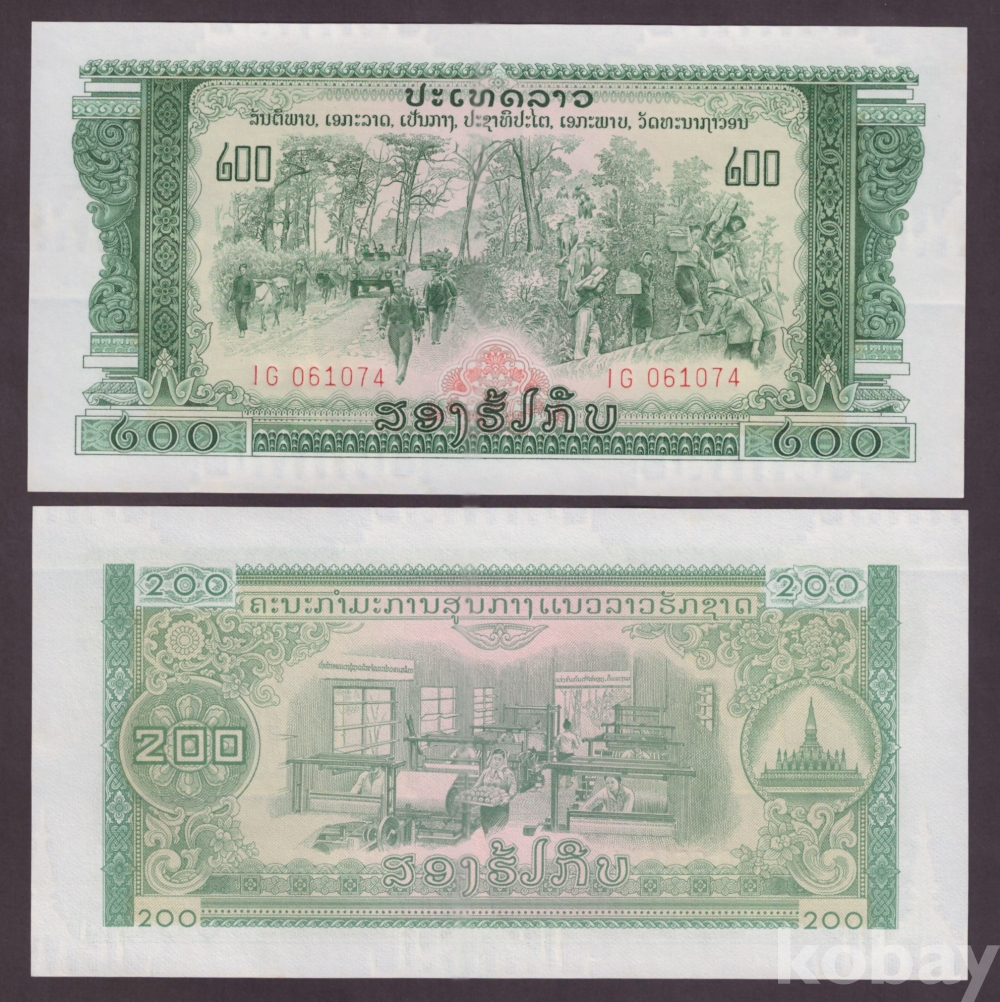 ປະເທດລາວ
ສັນຕິພາບ, ເອກະລາດ, ເປັນກາງ, ປະຊາທິປະໄຕ, ເອກະພາບ, ວັດທະນາຖາວອນ
໒໐໐ ໒໐໐
IG 061074 IG 061074
ສອງຮ້ອຍກີບ
໒໐໐ ໒໐໐
200 200
ຄະນະກຳມະການສູນກາງແນວລາວຮັກຊາດ
200
ສອງຮ້ອຍກີບ
200 200
kobay